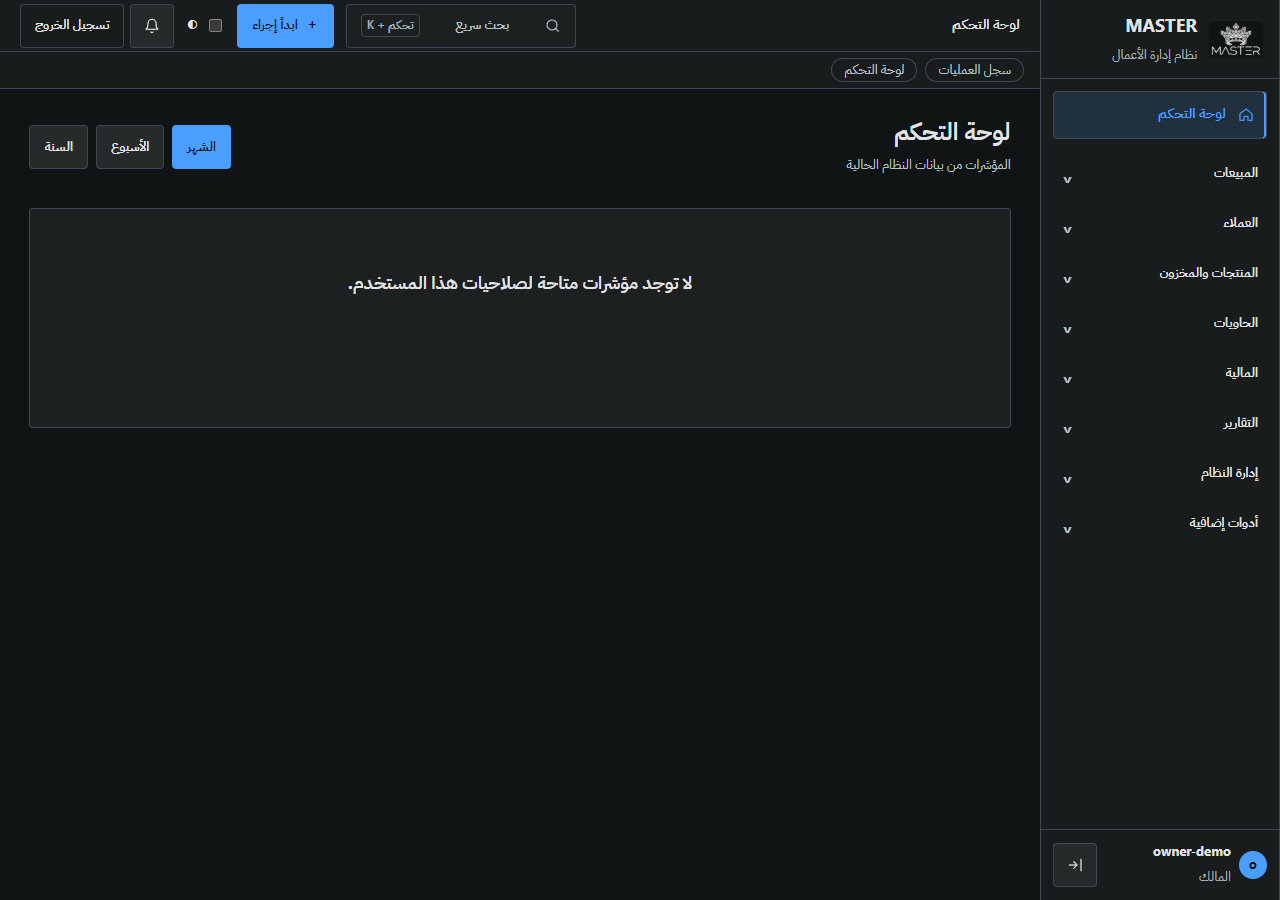 MASTER
نظام إدارة الأعمال
MASTER
لوحة التحكم
المبيعات
v
العملاء
v
المنتجات والمخزون
v
الحاويات
v
المالية
v
التقارير
v
إدارة النظام
v
أدوات إضافية
v
owner-demo
المالك
o
لوحة التحكم
بحث سريع
تحكم + K
+ ابدأ إجراء
تسجيل الخروج
سجل العمليات
لوحة التحكم
لوحة التحكم
المؤشرات من بيانات النظام الحالية
الشهر
الأسبوع
السنة
لا توجد مؤشرات متاحة لصلاحيات هذا المستخدم.